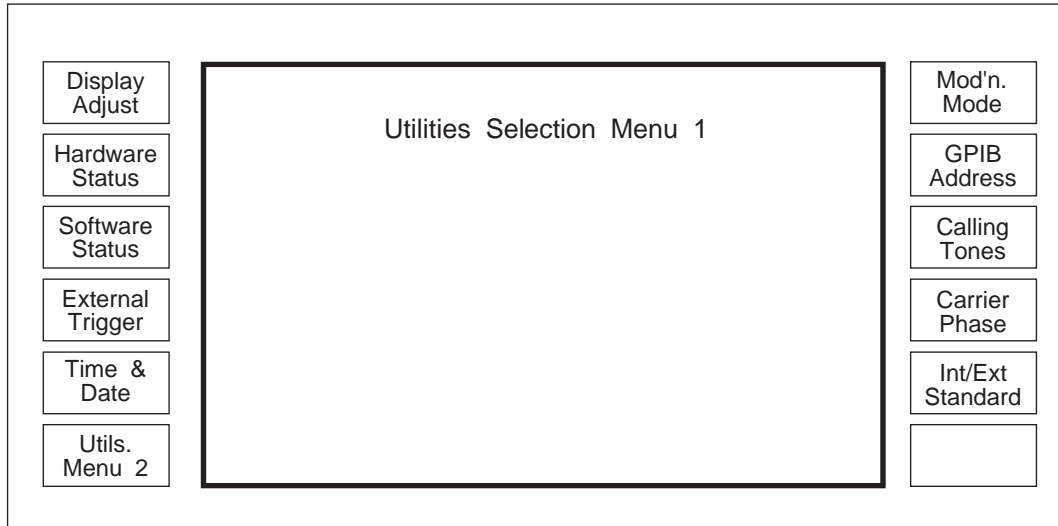 Display
Adjust
Hardware
Status
Software
Status
External
Trigger
Time & 
Date
Utils.
Menu 2
Utilities Selection Menu 1
Mod'n.
Mode
GPIB
Address
Calling
Tones
Carrier
Phase
Int/Ext
Standard